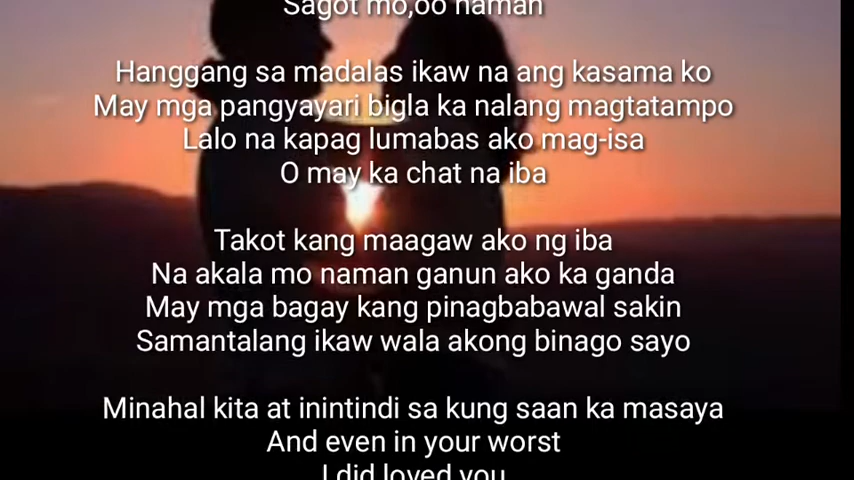 Sagot mo,oo naman
Hanggang sa madalas ikaw na ang kasama ko
May mga pangyayari bigla ka nalang magtatampo
Lalo na kapag lumabas ako mag-isa
O may ka chat na iba
Takot kang maagaw ako ng iba
Na akala mo naman ganun ako ka ganda
May mga bagay kang pinagbabawal sakin
Samantalang ikaw wala akong binago sayo
Minahal kita at inintindi sa kung saan ka masaya
And even in your worst
I did loved you